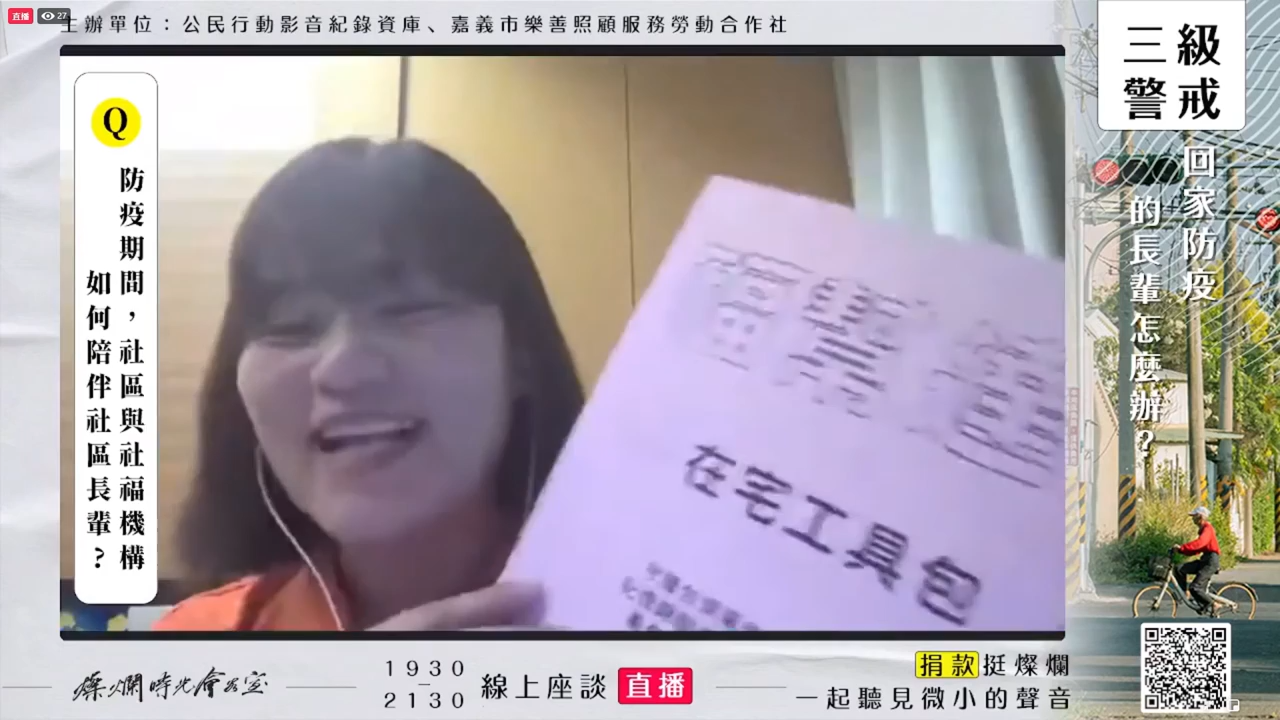 直播 27
主辦單位：公民行動影音紀錄資庫、嘉義市樂善照顧服務勞動合作社
三級
警戒
回家防疫
的長輩怎麼辦？
Q
防疫期間，社區與社福機構
如何陪伴社區長輩？
在宅工具包
燦爛時光會客室
1930
–
2130
線上座談 直播
捐款挺燦爛
一起聽見微小的聲音